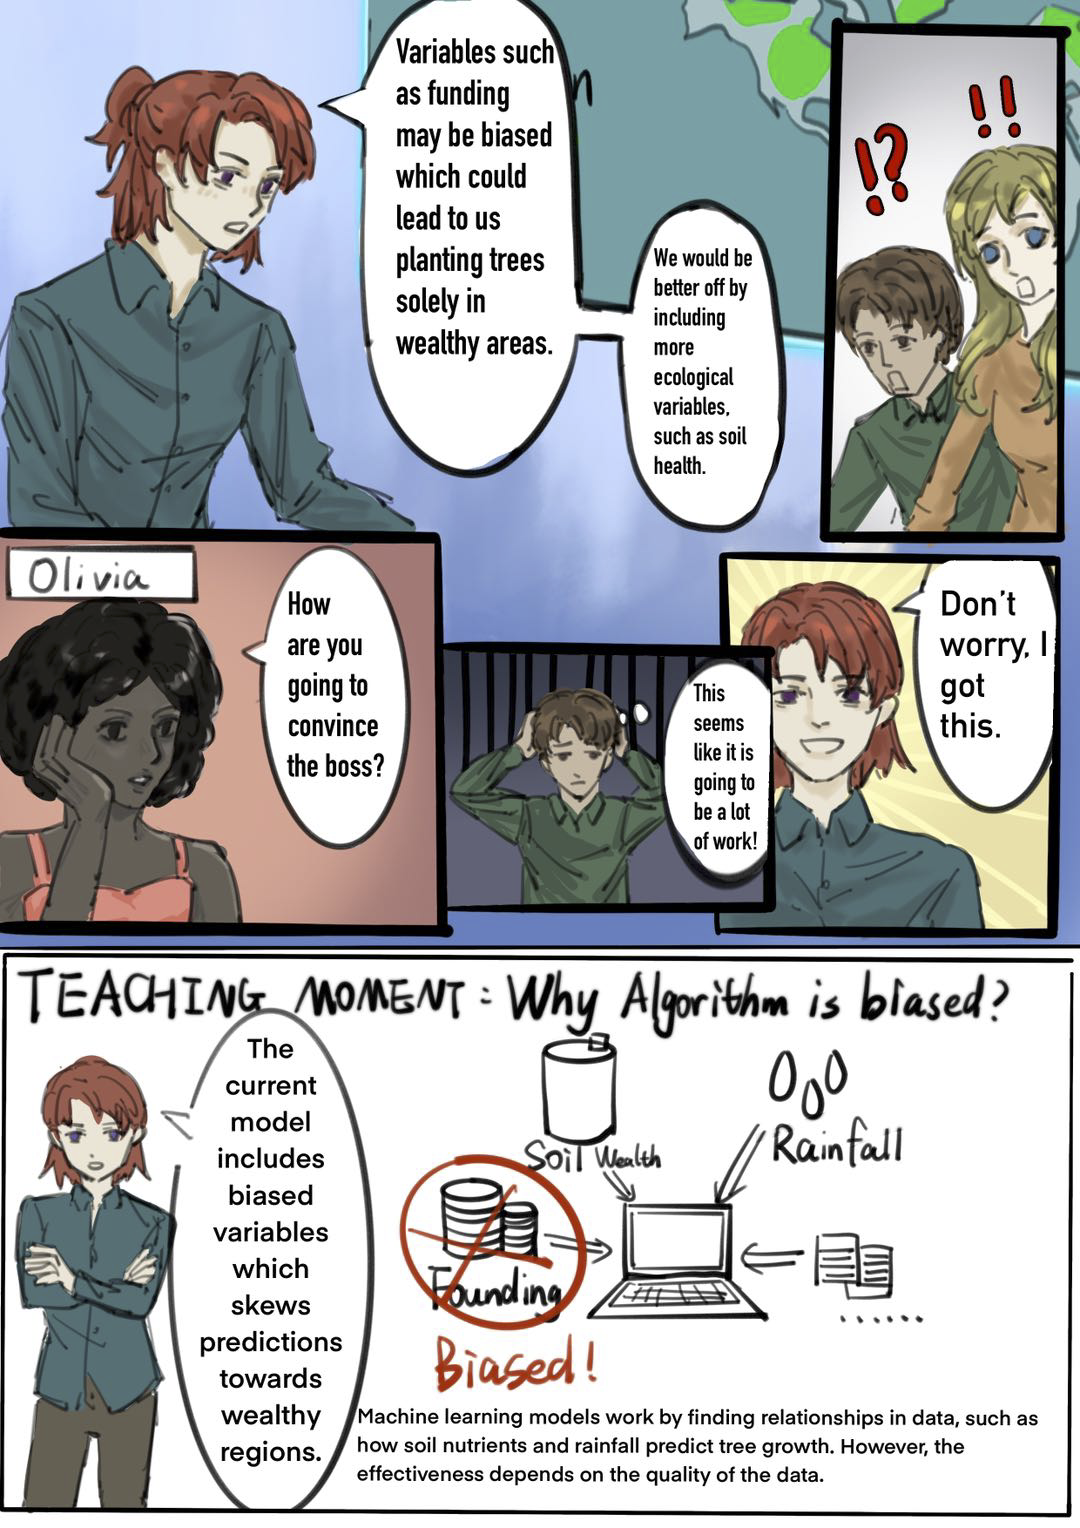 Variables such
as funding
may be biased
which could
lead to us
planting trees
solely in
wealthy areas.
We would be
better off by
including
more
ecological
variables,
such as soil
health.
!?
!!
Olivia
How
are you
going to
convince
the boss?
This
seems
like it is
going to
be a lot
of work!
Don't
worry, I
got
this.
TEACHING MOMENT: Why Algorithm is biased?
The
current
model
includes
biased
variables
which
skews
predictions
towards
wealthy
regions.
Soil Wealth
Rainfall
Founding
Biased!
......
Machine learning models work by finding relationships in data, such as
how soil nutrients and rainfall predict tree growth. However, the
effectiveness depends on the quality of the data.